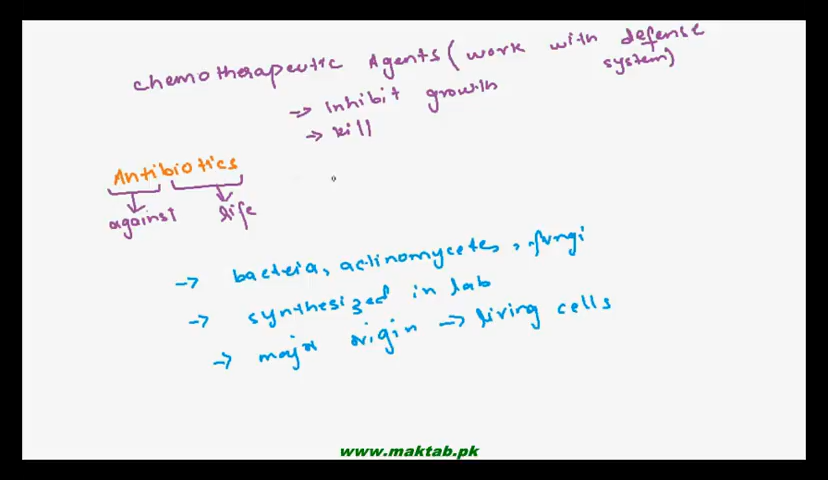 chemotherapeutic Agents (work with defense
system)
→ inhibit growth
→ kill
Antibiotics
against life
→ bacteria, actinomycetes, fungi
→ synthesized in lab
→ major origin → living cells
www.maktab.pk